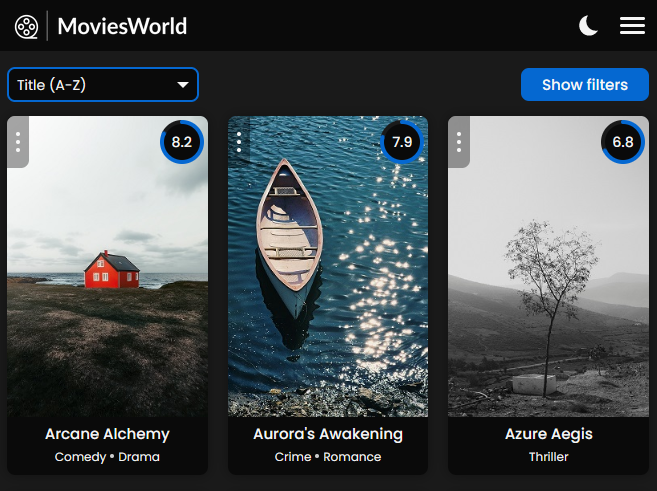 MoviesWorld
Title (A-Z)
Show filters
8.2
7.9
6.8
Arcane Alchemy
Aurora's Awakening
Azure Aegis
Comedy • Drama
Crime • Romance
Thriller